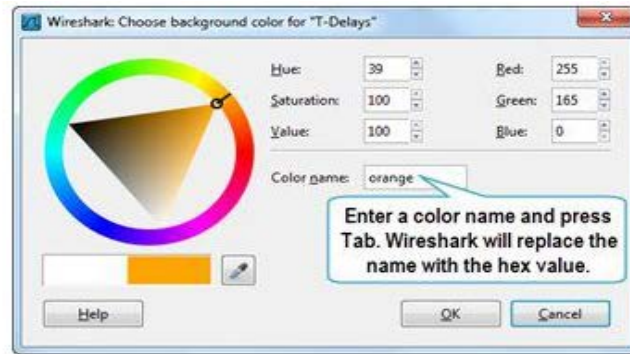 Wireshark: Choose background color for "T-Delays"
Hue: 39 Red: 255
Saturation: 100 Green: 165
Value: 100 Blue: 0
Color name: orange
Enter a color name and press
Tab. Wireshark will replace the
name with the hex value.
Help OK Cancel